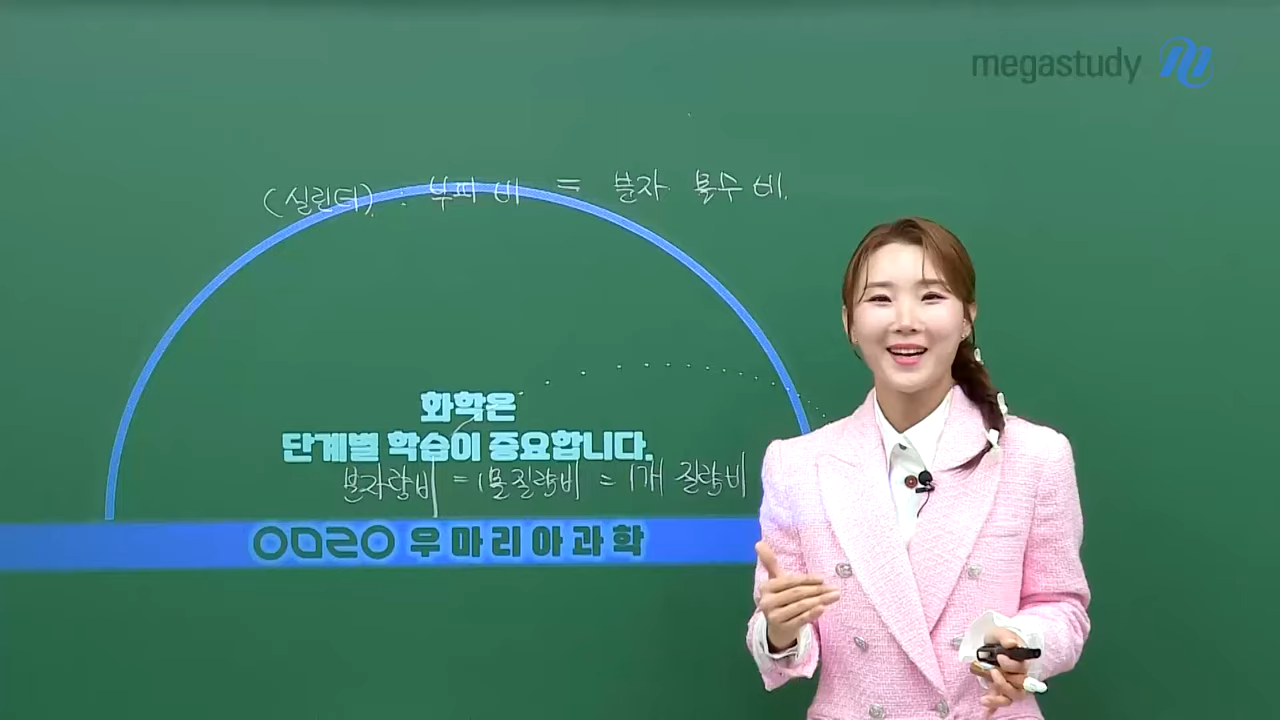 megastudy
(실린더) : 부피 비 = 분자 몰수 비.
화학은
단계별 학습이 중요합니다.
분자량비 = 1몰질량비 = 1개 질량비
우마리아과학